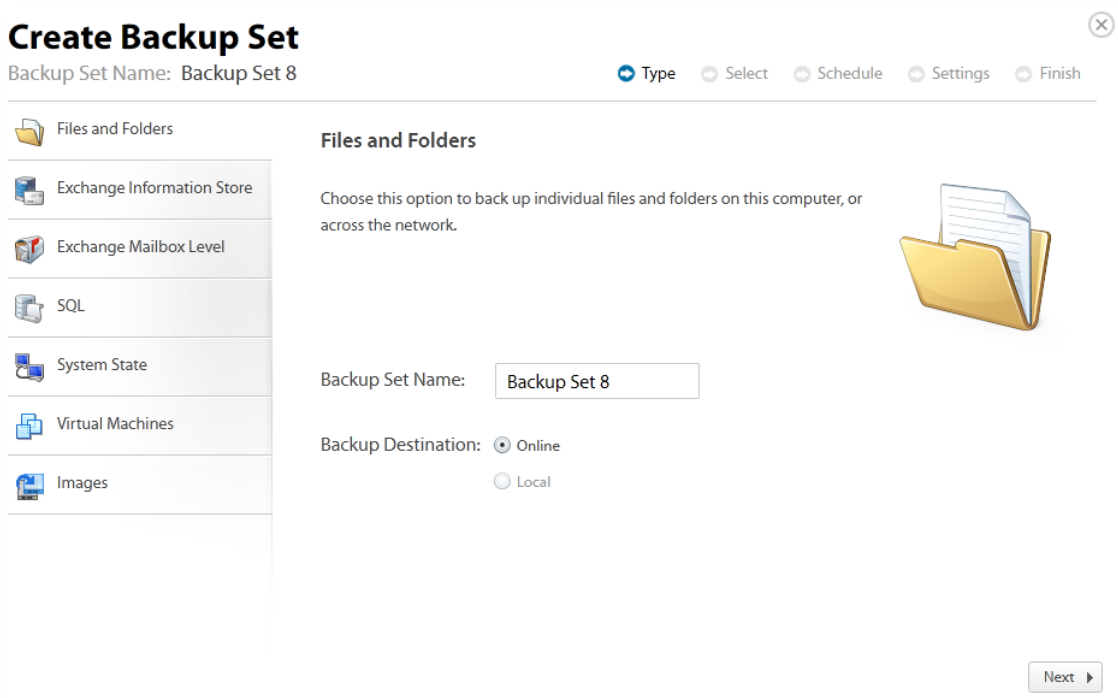 Create Backup Set
Backup Set Name: Backup Set 8
Type Select Schedule Settings Finish
Files and Folders
Exchange Information Store
Exchange Mailbox Level
SQL
System State
Virtual Machines
Images
Files and Folders
Choose this option to back up individual files and folders on this computer, or
across the network.
Backup Set Name: Backup Set 8
Backup Destination: Online
Local
Next